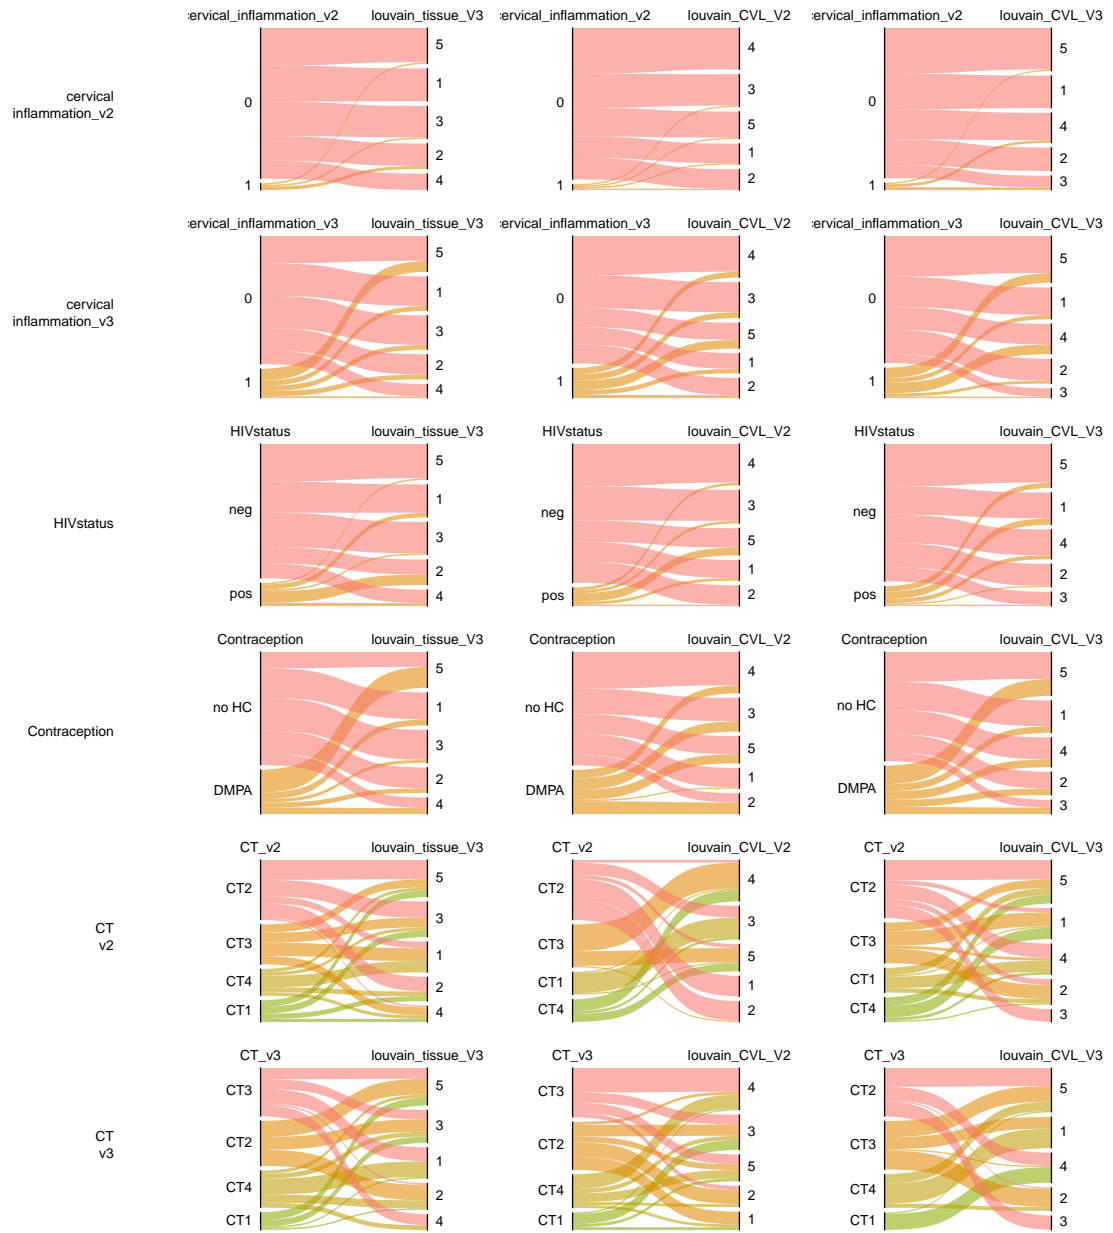 :ervical_inflammation_v2 louvain_tissue_V3 :ervical_inflammation_v2 louvain_CVL_V2 :ervical_inflammation_v2 louvain_CVL_V3
cervical
inflammation_v2
0 1 5 1 3 2 4
0 1 4 3 5 1 2
0 1 5 1 4 2 3
:ervical_inflammation_v3 louvain_tissue_V3 :ervical_inflammation_v3 louvain_CVL_V2 :ervical_inflammation_v3 louvain_CVL_V3
cervical
inflammation_v3
0 1 5 1 3 2 4
0 1 4 3 5 1 2
0 1 5 1 4 2 3
HIVstatus louvain_tissue_V3 HIVstatus louvain_CVL_V2 HIVstatus louvain_CVL_V3
HIVstatus
neg pos 5 1 3 2 4
neg pos 4 3 5 1 2
neg pos 5 1 4 2 3
Contraception louvain_tissue_V3 Contraception louvain_CVL_V2 Contraception louvain_CVL_V3
Contraception
no HC DMPA 5 1 3 2 4
no HC DMPA 4 3 5 1 2
no HC DMPA 5 1 4 2 3
CT_v2 louvain_tissue_V3 CT_v2 louvain_CVL_V2 CT_v2 louvain_CVL_V3
CT
v2
CT2 CT3 CT4 CT1 5 3 1 2 4
CT2 CT3 CT1 CT4 4 3 5 1 2
CT2 CT3 CT1 CT4 5 1 4 2 3
CT_v3 louvain_tissue_V3 CT_v3 louvain_CVL_V2 CT_v3 louvain_CVL_V3
CT
v3
CT3 CT2 CT4 CT1 5 3 1 2 4
CT3 CT2 CT4 CT1 4 3 5 2 1
CT2 CT3 CT4 CT1 5 1 4 2 3